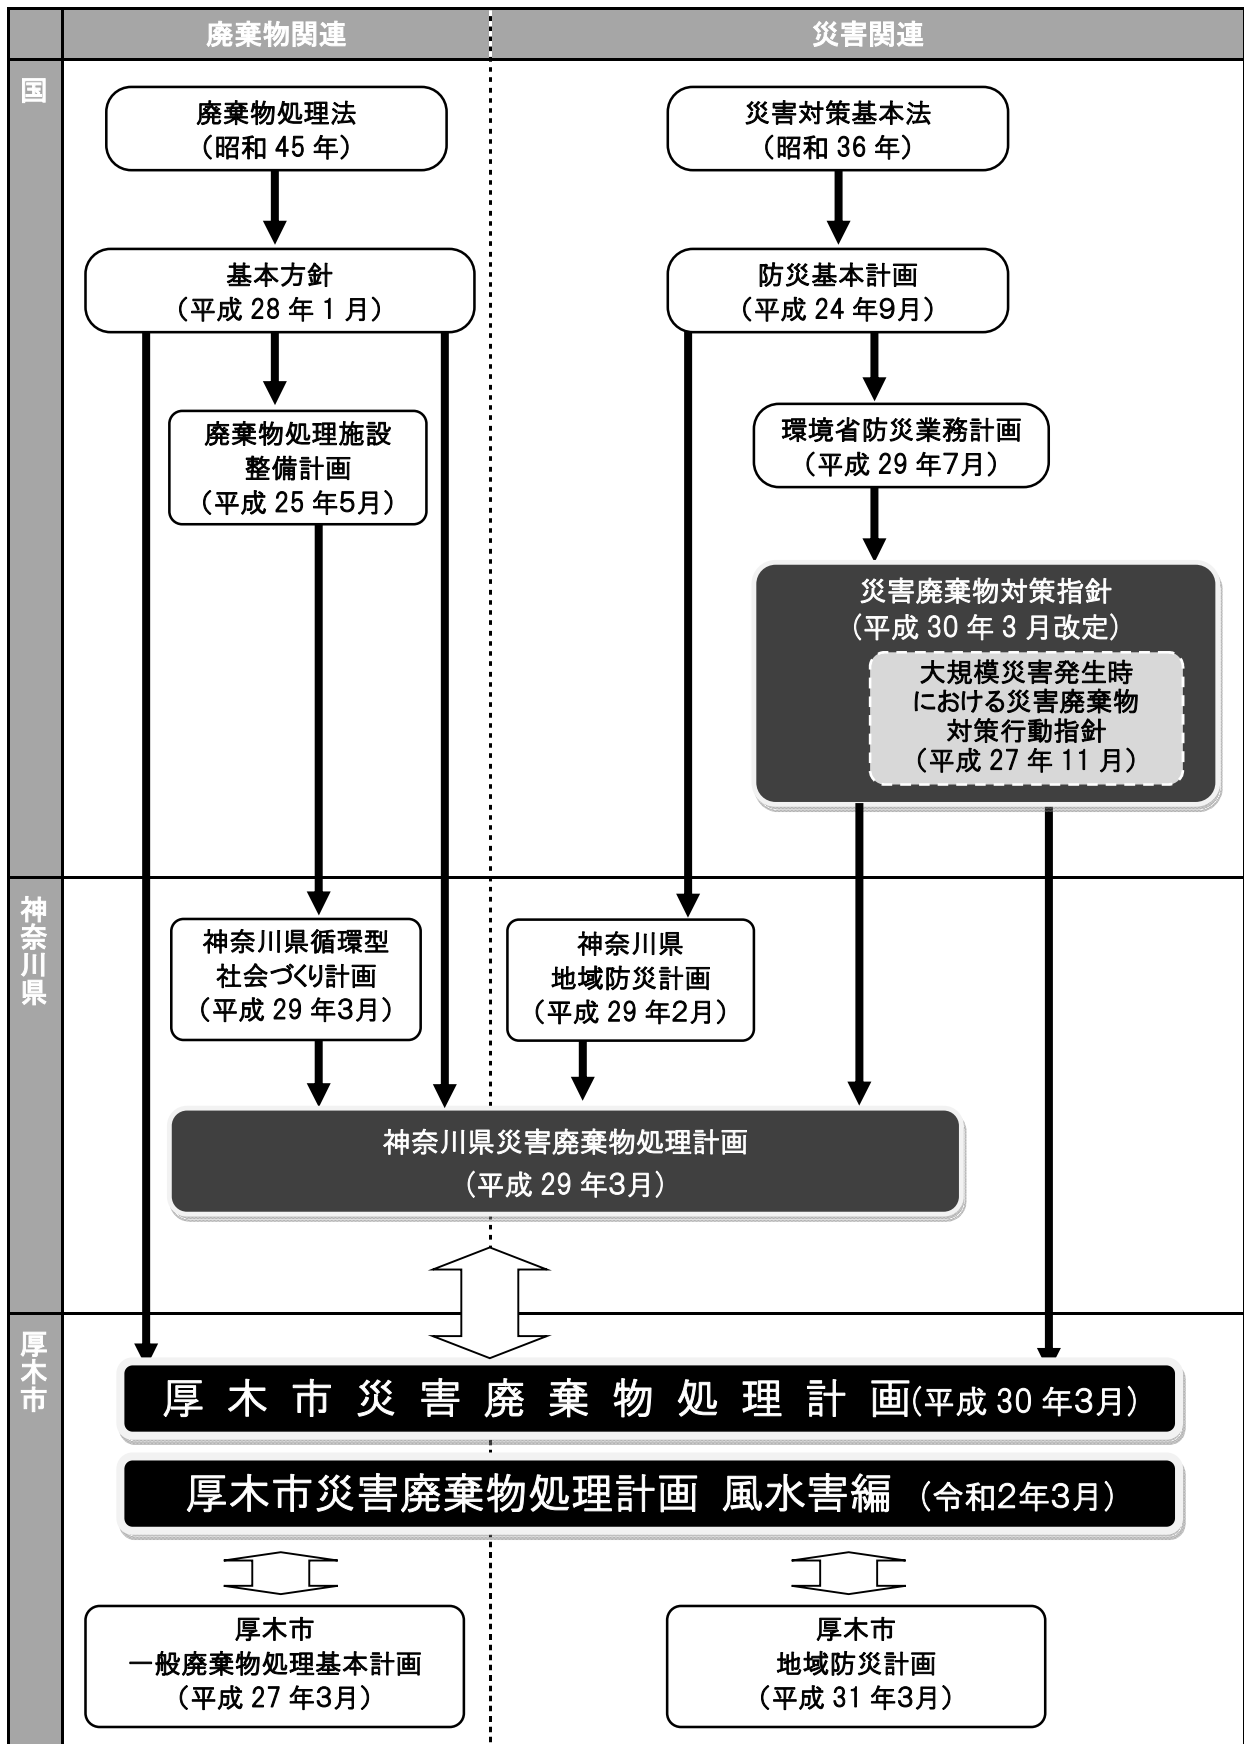 廃棄物関連
災害関連
国
廃棄物処理法
（昭和 45 年）
災害対策基本法
（昭和 36 年）
基本方針
（平成 28 年 1 月）
防災基本計画
（平成 24 年９月）
廃棄物処理施設
整備計画
（平成 25 年５月）
環境省防災業務計画
（平成 29 年７月）
災害廃棄物対策指針
（平成 30 年 3 月改定）
大規模災害発生時
における災害廃棄物
対策行動指針
（平成 27 年 11 月）
神奈川県
神奈川県循環型
社会づくり計画
（平成 29 年３月）
神奈川県
地域防災計画
（平成 29 年２月）
神奈川県災害廃棄物処理計画
（平成 29 年３月）
厚木市
厚木市災害廃棄物処理計画（平成 30 年３月）
厚木市災害廃棄物処理計画 風水害編 （令和２年３月）
厚木市
一般廃棄物処理基本計画
（平成 27 年３月）
厚木市
地域防災計画
（平成 31 年３月）